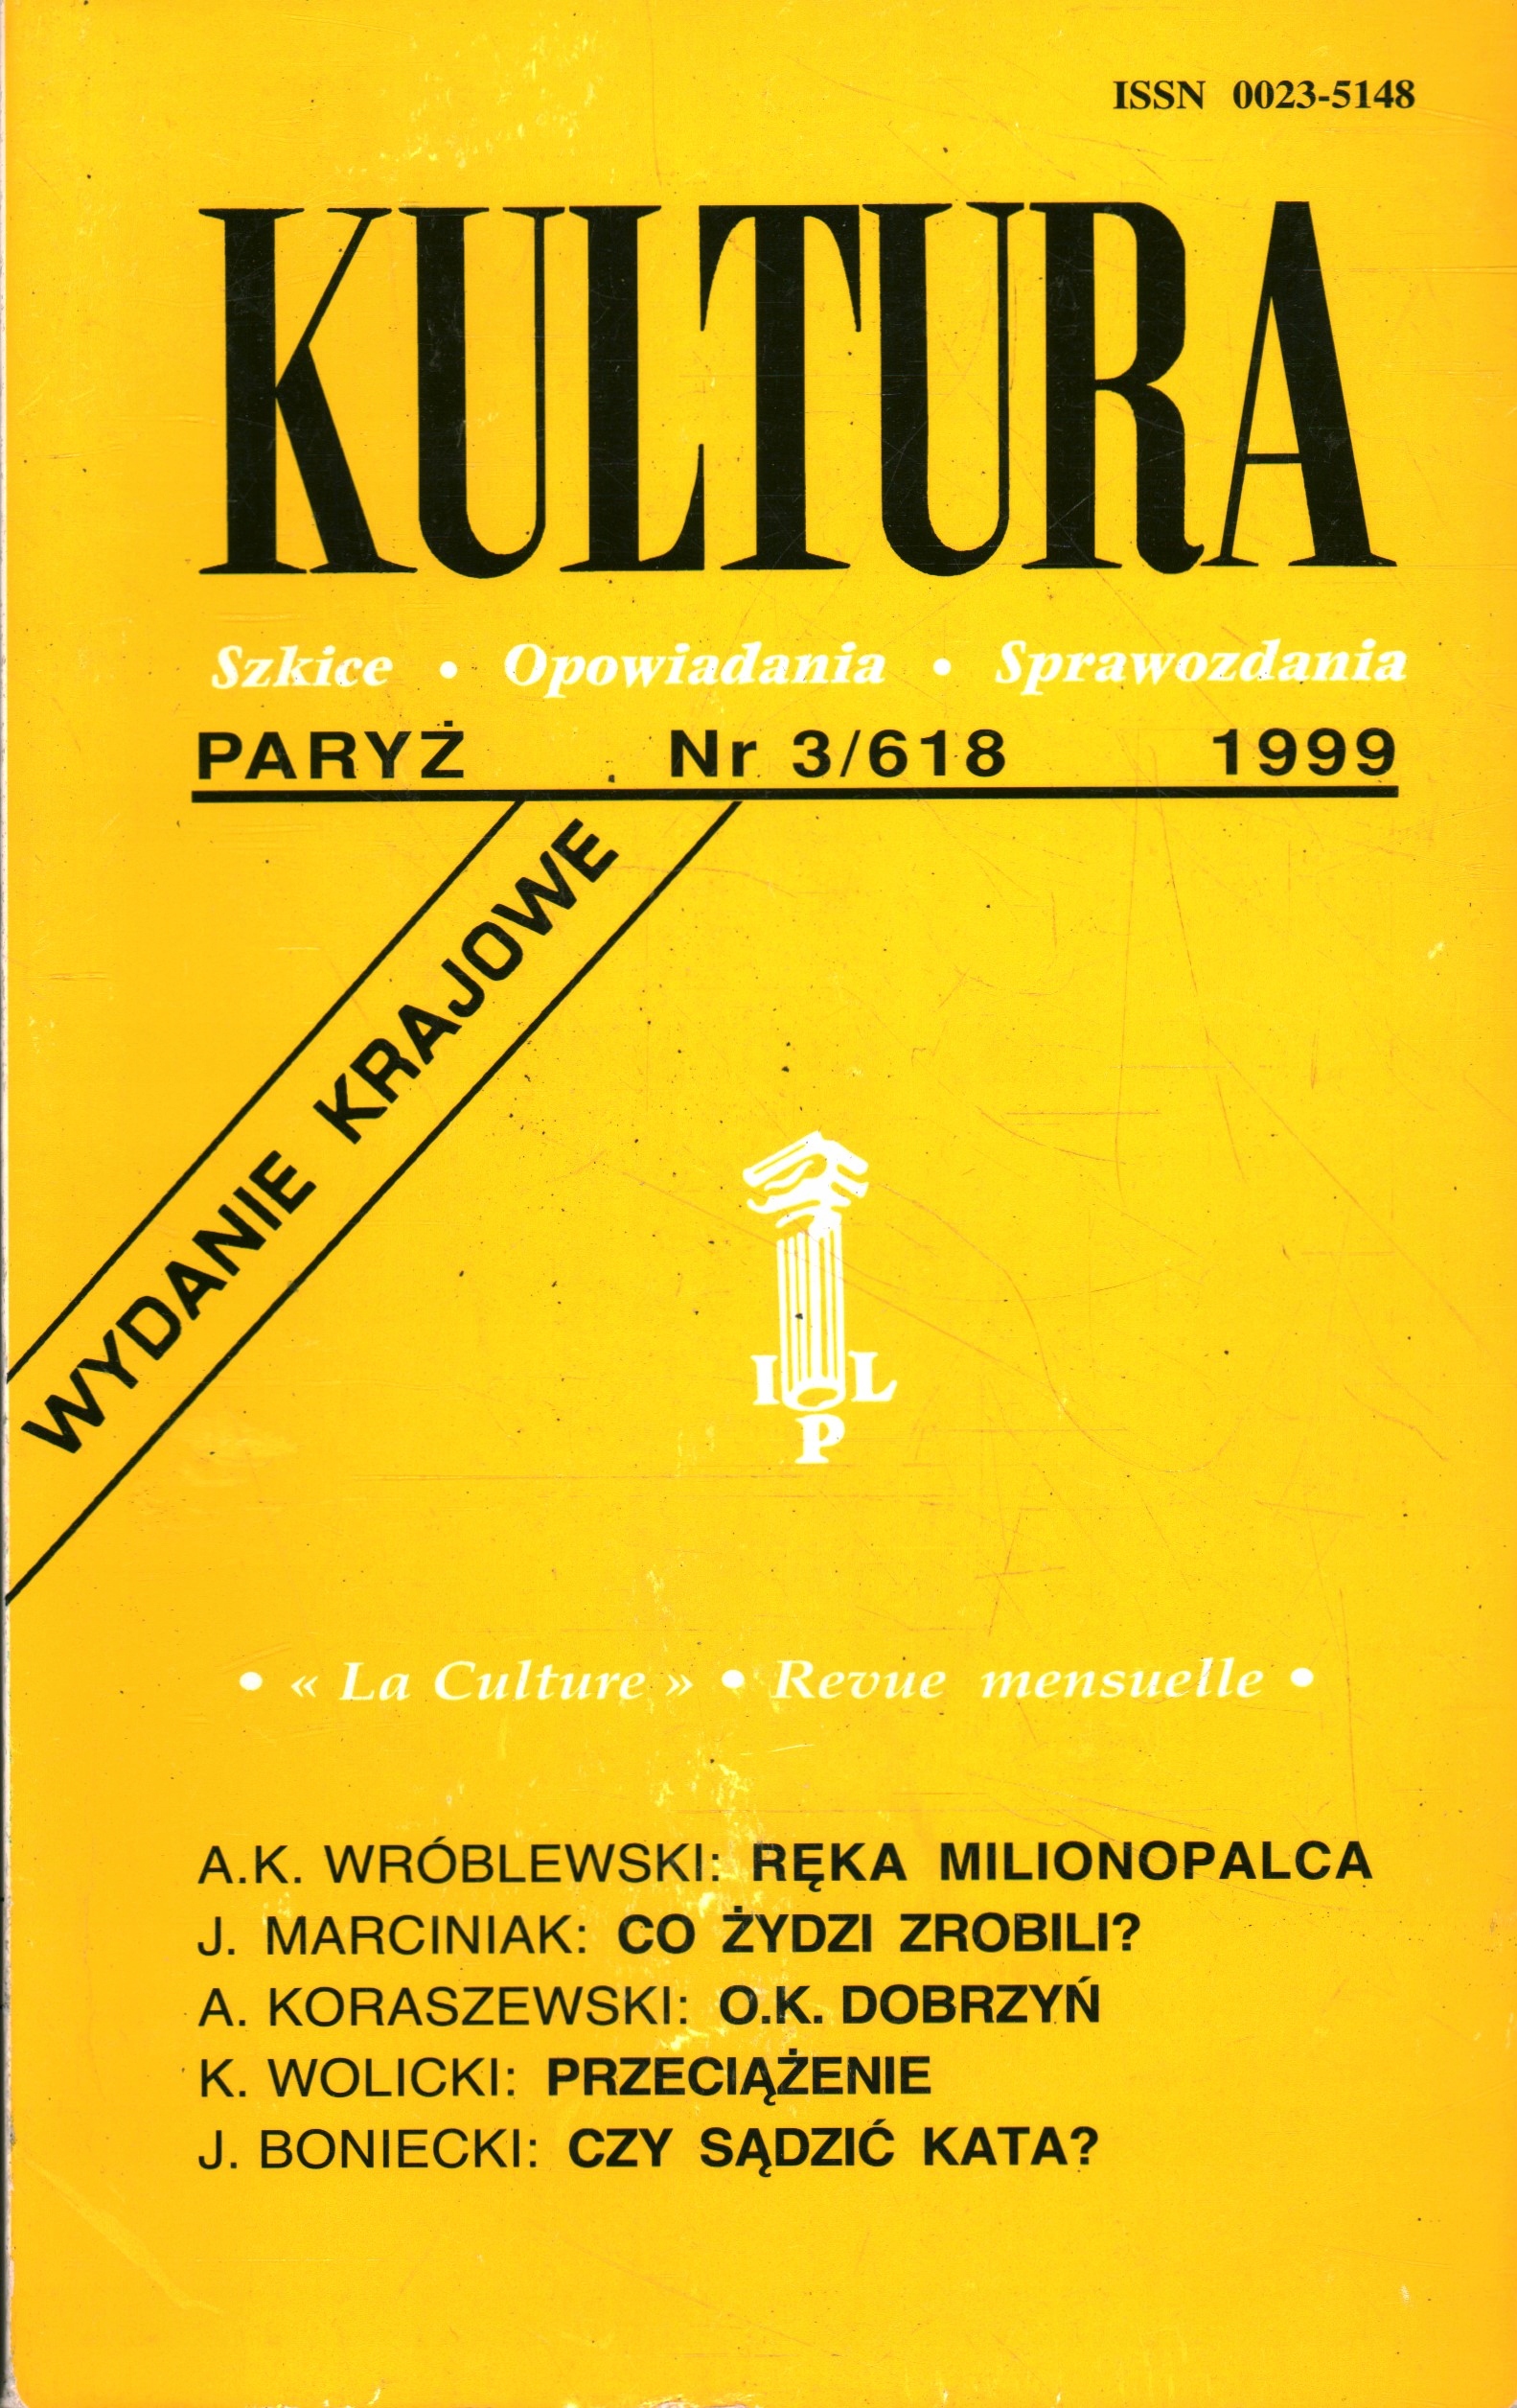 ISSN 0023-5148
KULTURA
Szkice • Opowiadania • Sprawozdania
PARYŻ Nr 3/618 1999
WYDANIE KRAJOWE
I L
P
• « La Culture » • Revue mensuelle •
A.K. WRÓBLEWSKI: RĘKA MILIONOPALCA
J. MARCINIAK: CO ŻYDZI ZROBILI?
A. KORASZEWSKI: O.K. DOBRZYŃ
K. WOLICKI: PRZECIĄŻENIE
J. BONIECKI: CZY SĄDZIĆ KATA?